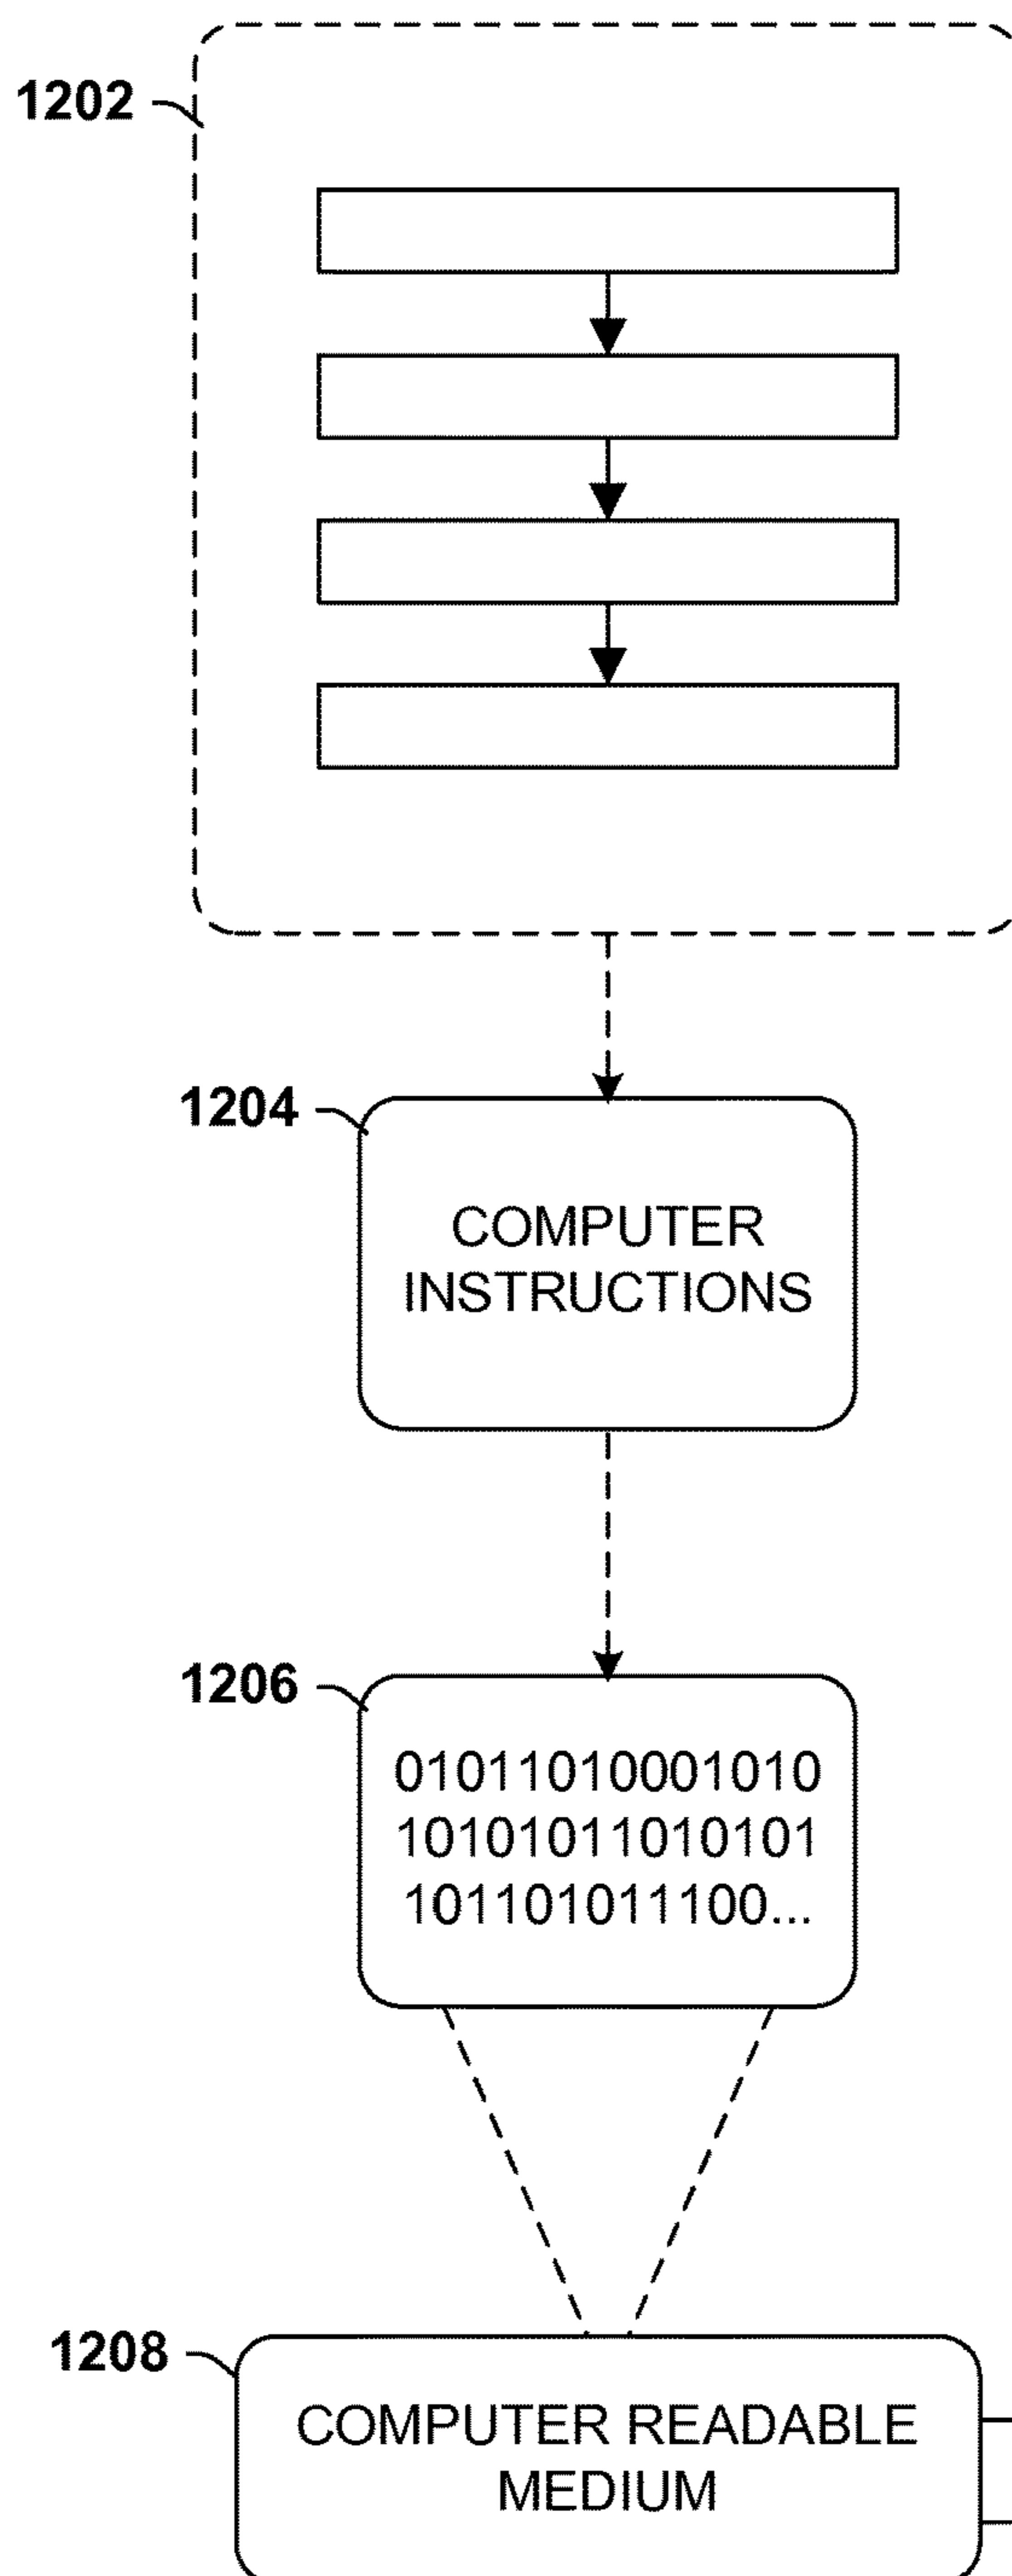 1202
1204
COMPUTER
INSTRUCTIONS
1206
01011010001010
10101011010101
101101011100...
1208
COMPUTER READABLE
MEDIUM